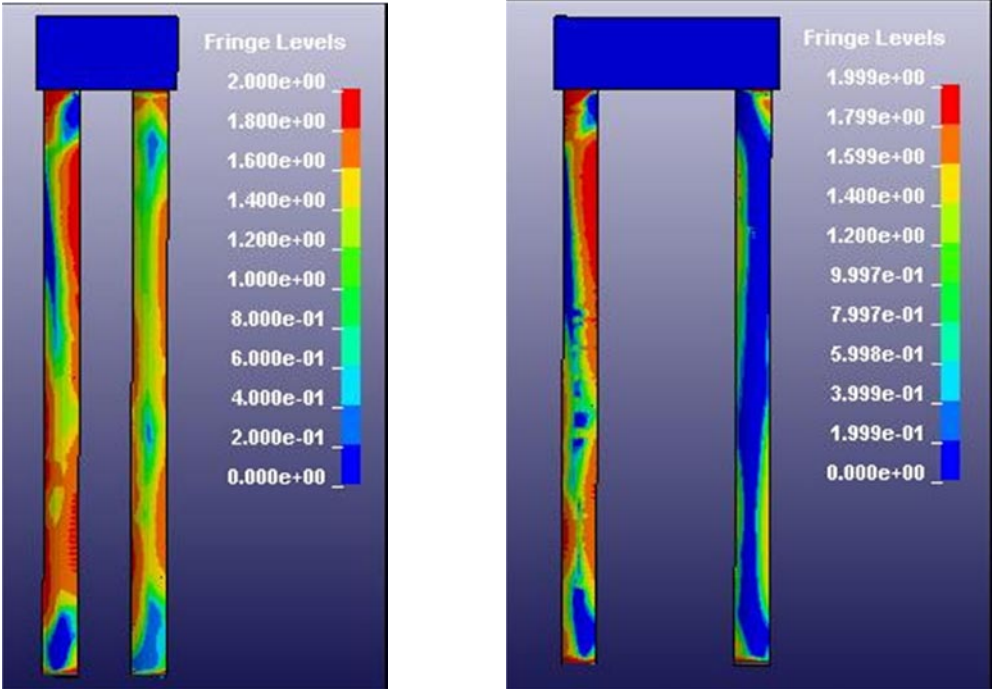 Fringe Levels
2.000e+00
1.800e+00
1.600e+00
1.400e+00
1.200e+00
1.000e+00
8.000e-01
6.000e-01
4.000e-01
2.000e-01
0.000e+00
Fringe Levels
1.999e+00
1.799e+00
1.599e+00
1.400e+00
1.200e+00
9.997e-01
7.997e-01
5.998e-01
3.999e-01
1.999e-01
0.000e+00